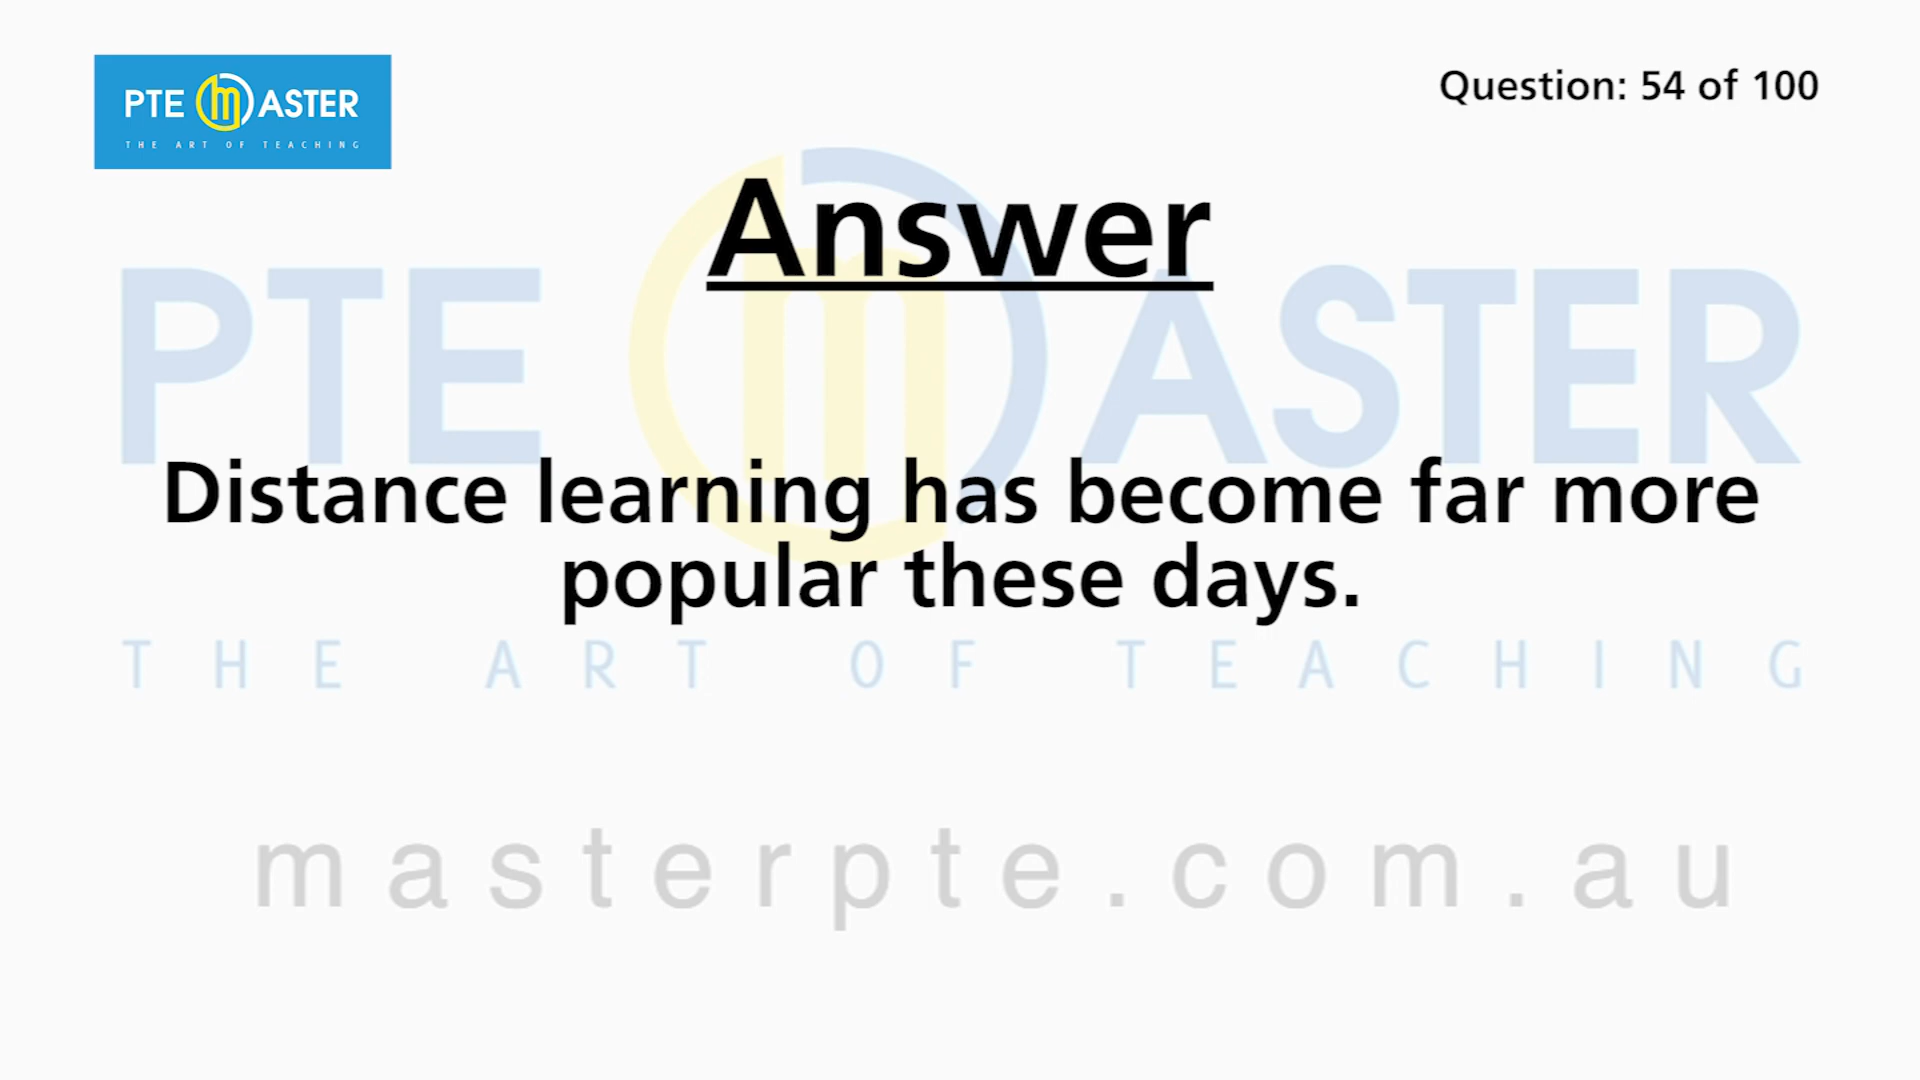 PTE MASTER
THE ART OF TEACHING
Question: 54 of 100
Answer
PTE MASTER
Distance learning has become far more
popular these days.
THE ART OF TEACHING
masterpte.com.au